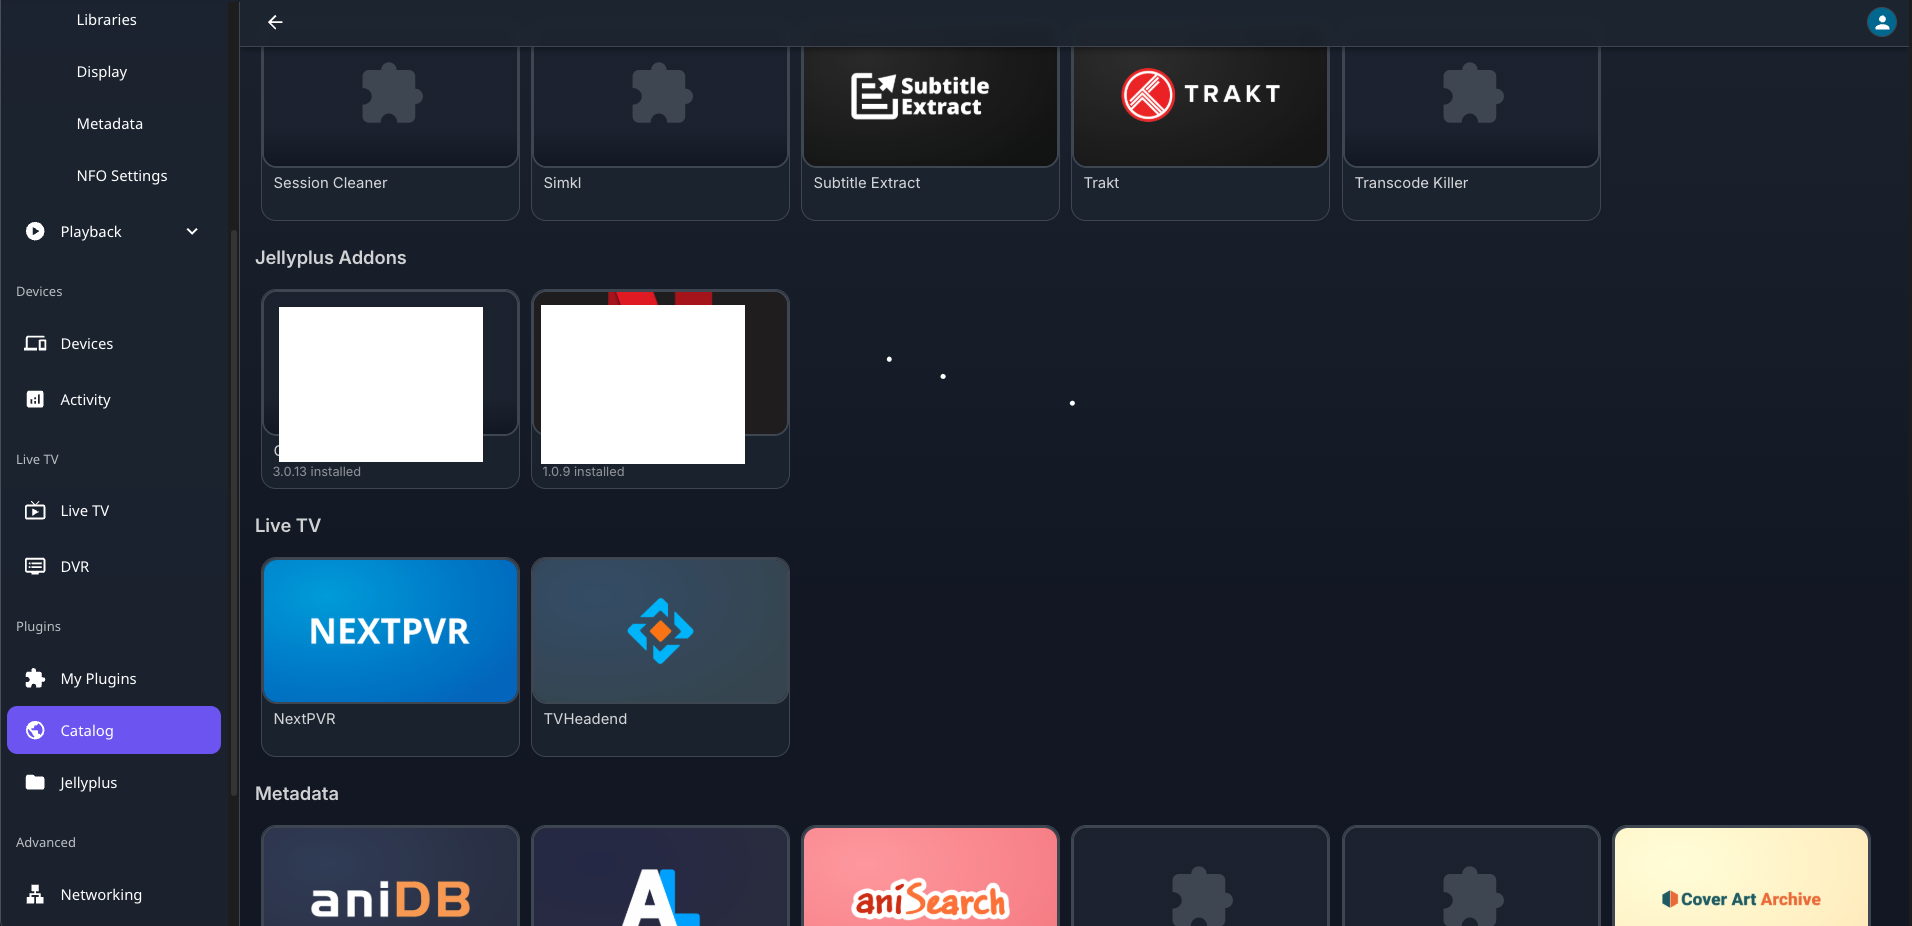 Libraries
Display
Metadata
NFO Settings
Playback
Devices
Devices
Activity
Live TV
Live TV
DVR
Plugins
My Plugins
Catalog
Jellyplus
Advanced
Networking
Subtitle
Extract
TRAKT
Session Cleaner
Simkl
Subtitle Extract
Trakt
Transcode Killer
Jellyplus Addons
3.0.13 installed
1.0.9 installed
Live TV
NEXTPVR
NextPVR
TVHeadend
Metadata
aniDB
AL
aniSearch
Cover Art Archive